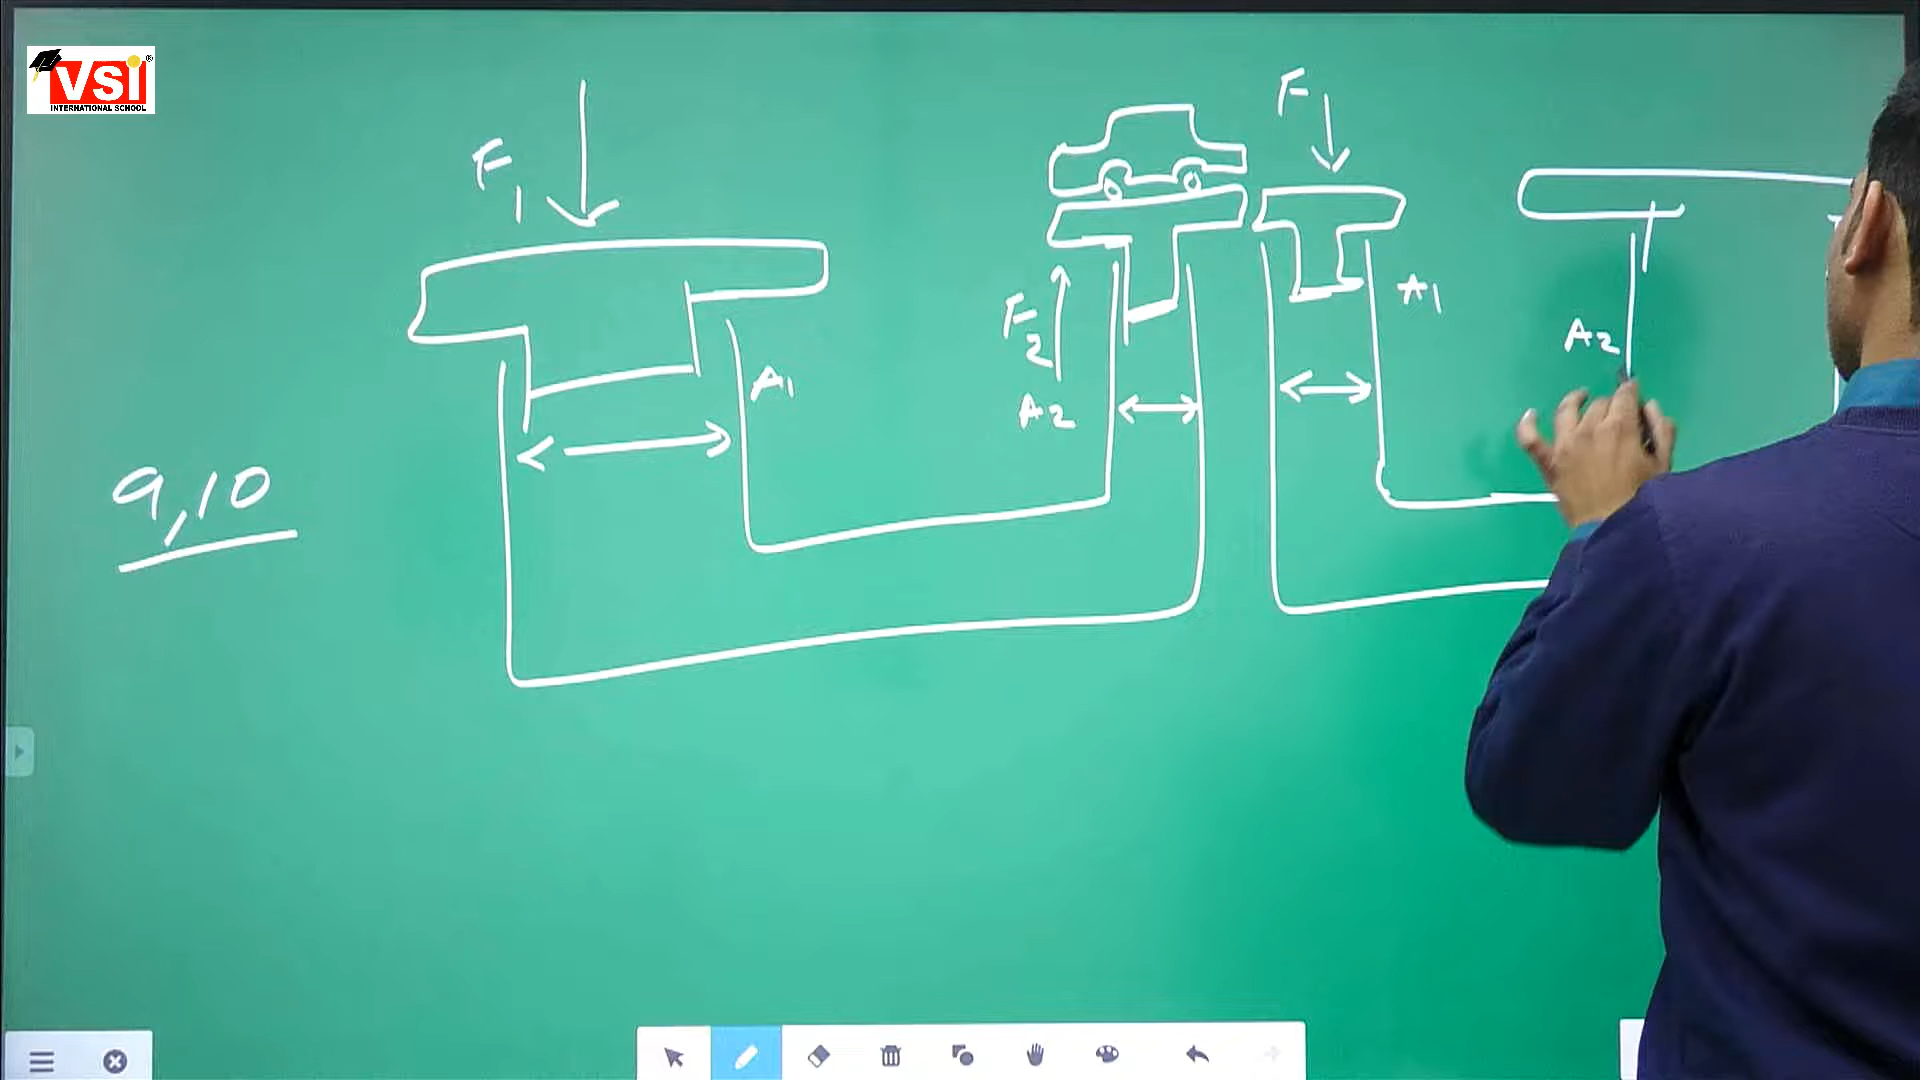 VSI
INTERNATIONAL SCHOOL
F1
F
F2
A1
A2
A1
A2
9,10